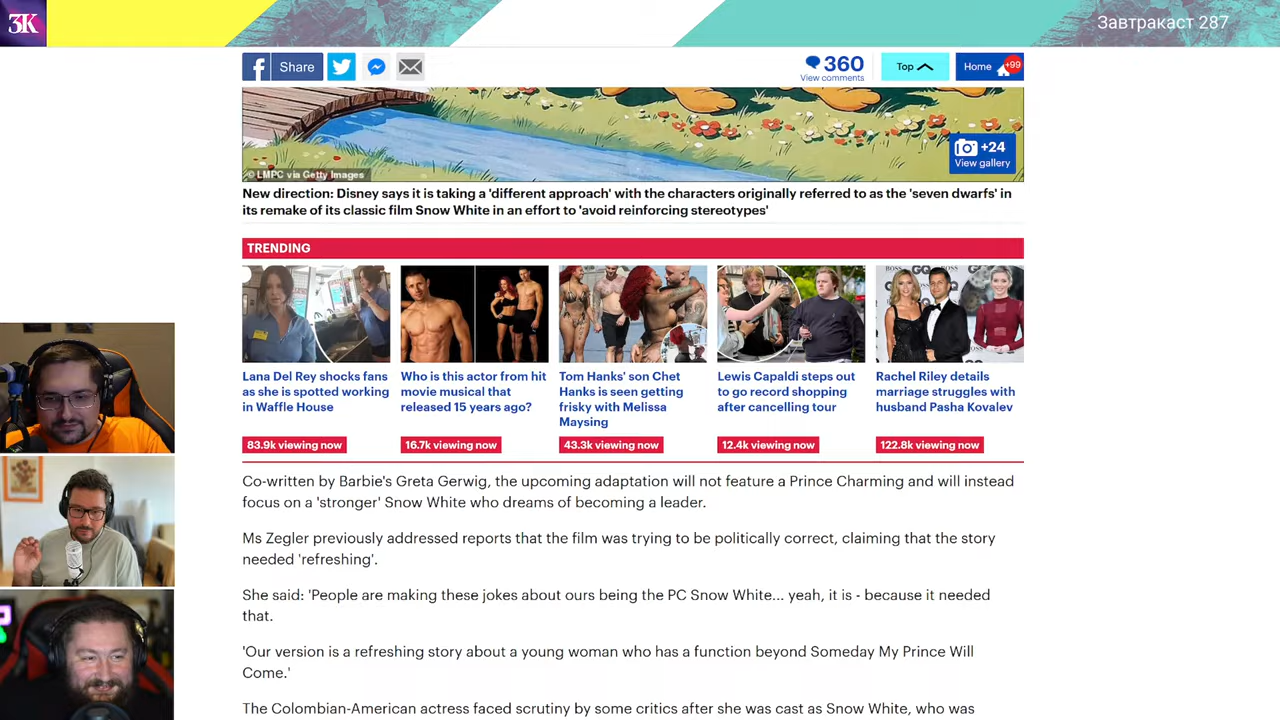 3K
Завтракаст 287
Share
360
View comments
Top
Home
+99
+24
View gallery
© LMPC via Getty Images
New direction: Disney says it is taking a 'different approach' with the characters originally referred to as the 'seven dwarfs' in
its remake of its classic film Snow White in an effort to 'avoid reinforcing stereotypes'
TRENDING
BOSS GQ BOSS
GQ
Lana Del Rey shocks fans
as she is spotted working
in Waffle House
83.9k viewing now
Who is this actor from hit
movie musical that
released 15 years ago?
16.7k viewing now
Tom Hanks' son Chet
Hanks is seen getting
frisky with Melissa
Maysing
43.3k viewing now
Lewis Capaldi steps out
to go record shopping
after cancelling tour
12.4k viewing now
Rachel Riley details
marriage struggles with
husband Pasha Kovalev
122.8k viewing now
Co-written by Barbie's Greta Gerwig, the upcoming adaptation will not feature a Prince Charming and will instead
focus on a 'stronger' Snow White who dreams of becoming a leader.
Ms Zegler previously addressed reports that the film was trying to be politically correct, claiming that the story
needed 'refreshing'.
She said: 'People are making these jokes about ours being the PC Snow White... yeah, it is - because it needed
that.
'Our version is a refreshing story about a young woman who has a function beyond Someday My Prince Will
Come.'
The Colombian-American actress faced scrutiny by some critics after she was cast as Snow White, who was